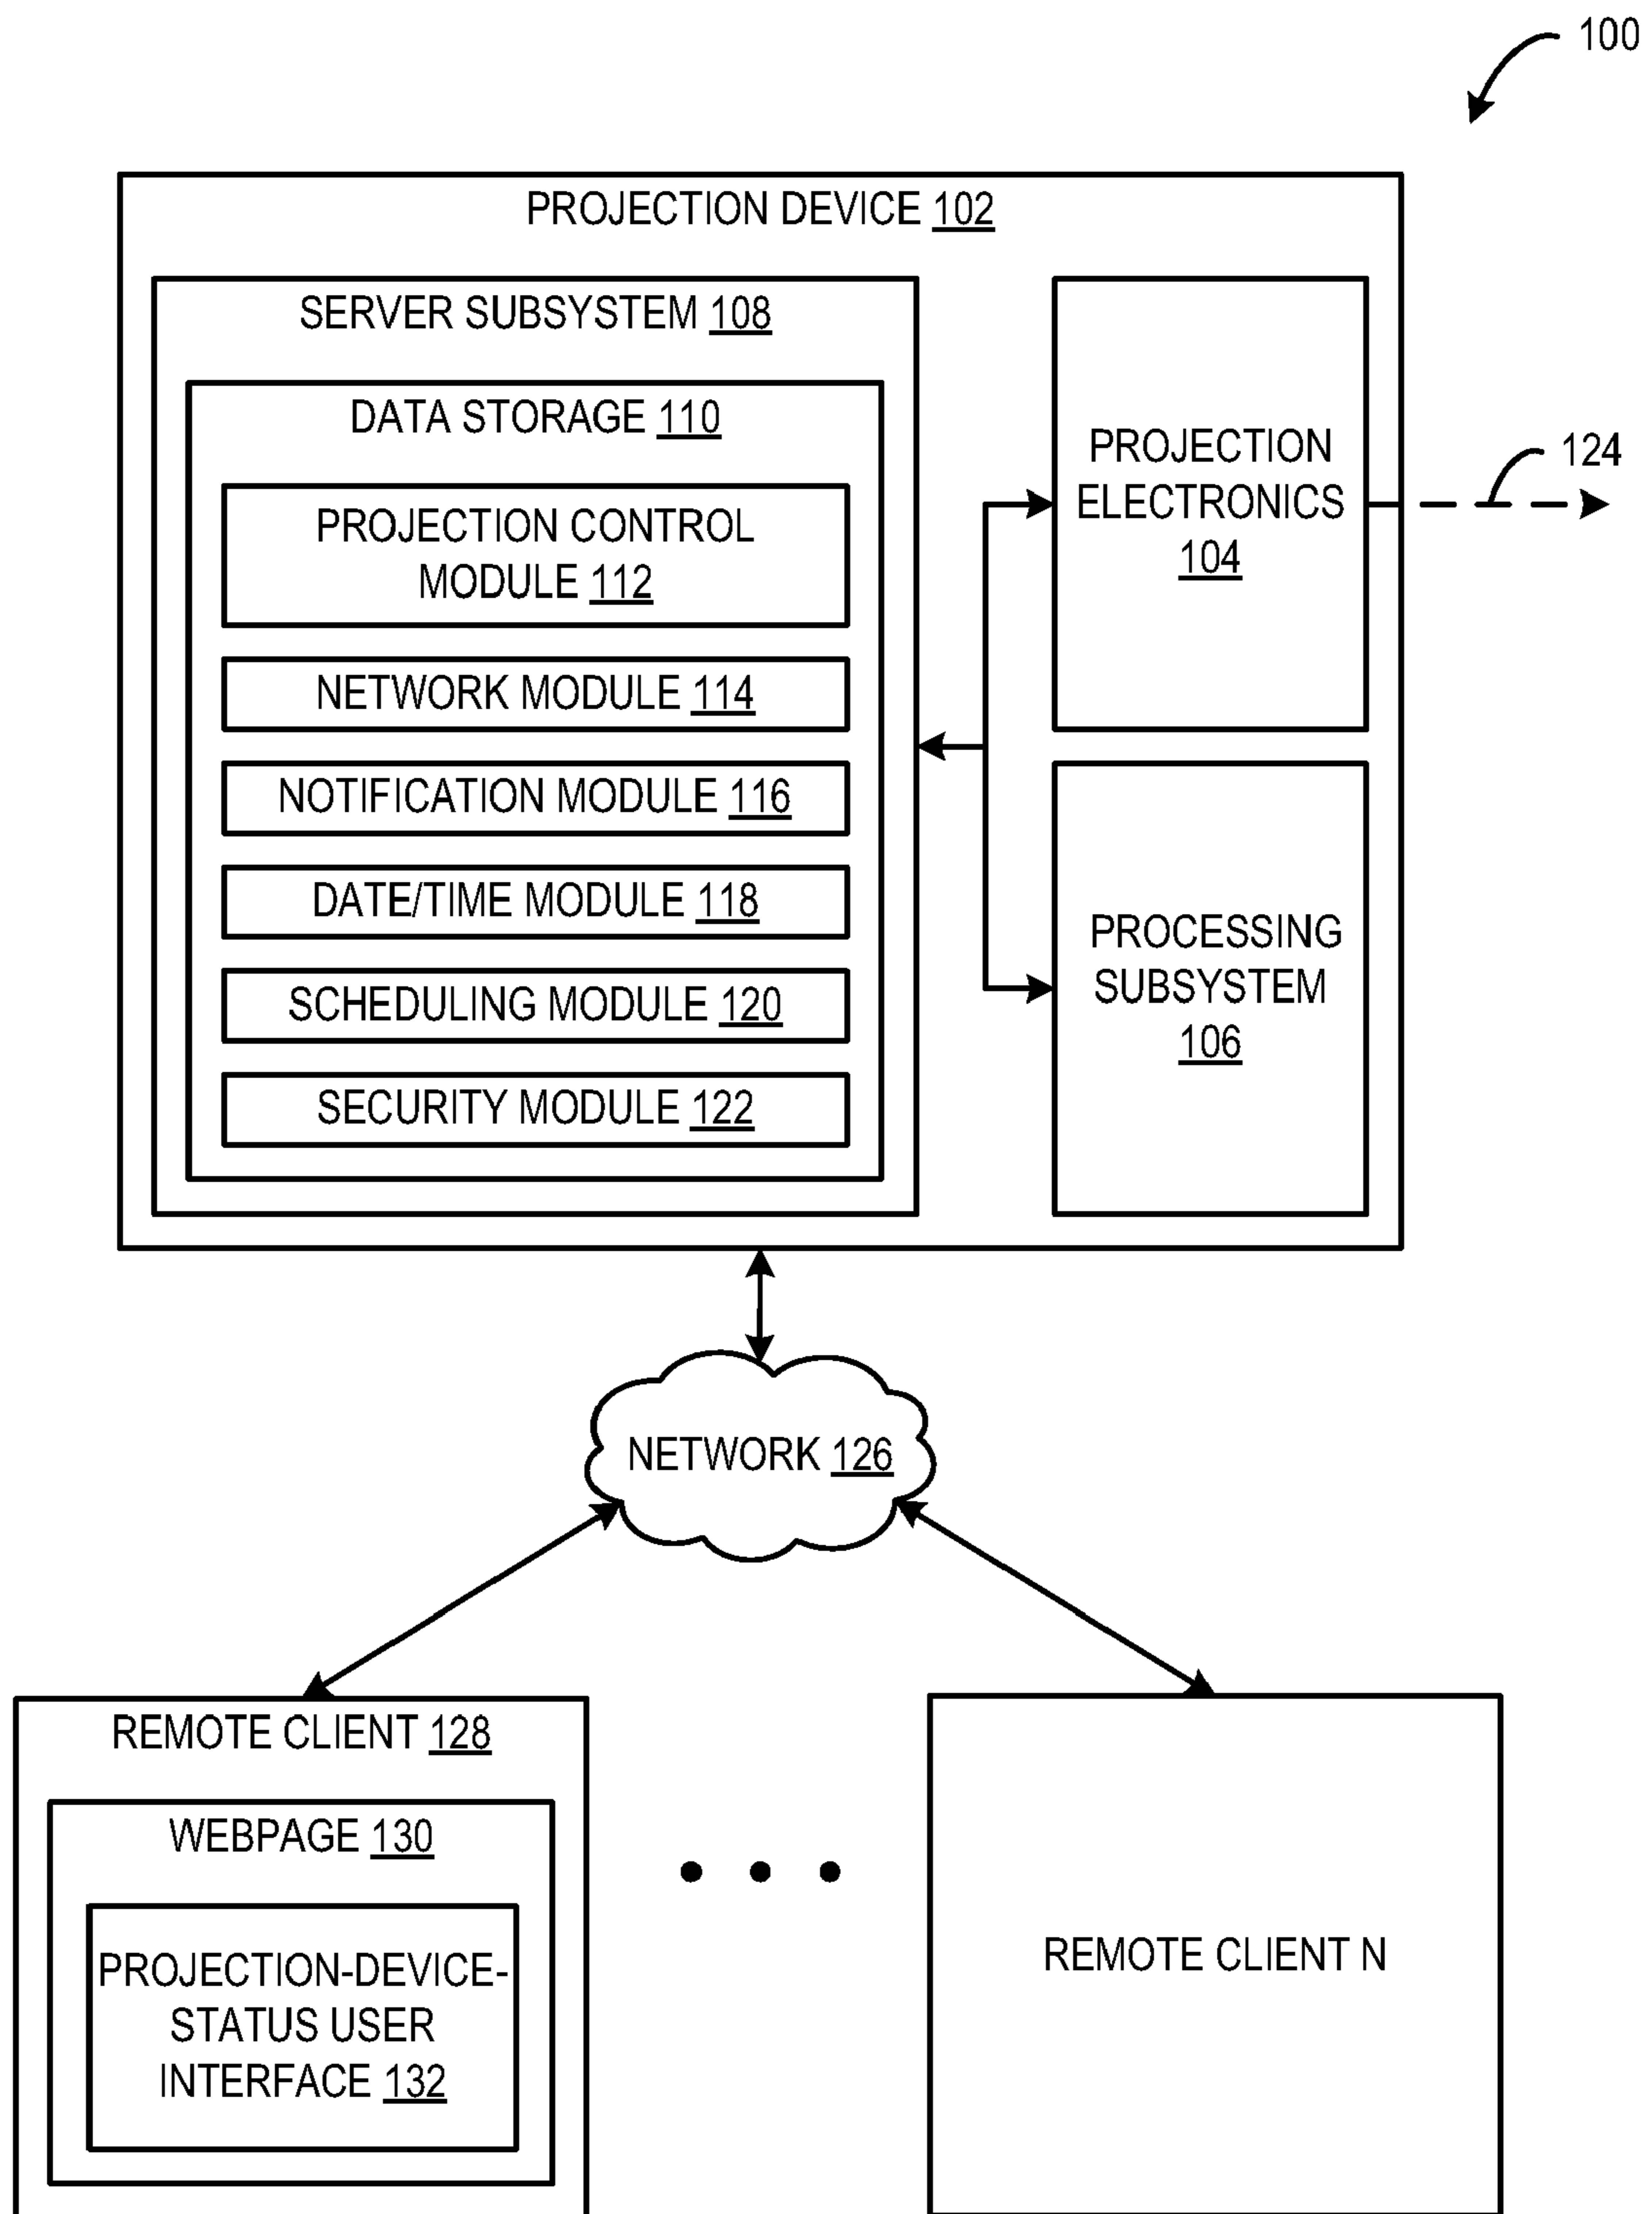 100
PROJECTION DEVICE 102
SERVER SUBSYSTEM 108
DATA STORAGE 110
PROJECTION CONTROL
MODULE 112
NETWORK MODULE 114
NOTIFICATION MODULE 116
DATE/TIME MODULE 118
SCHEDULING MODULE 120
SECURITY MODULE 122
PROJECTION
ELECTRONICS
104
124
PROCESSING
SUBSYSTEM
106
NETWORK 126
REMOTE CLIENT 128
WEBPAGE 130
PROJECTION-DEVICE-
STATUS USER
INTERFACE 132
REMOTE CLIENT N